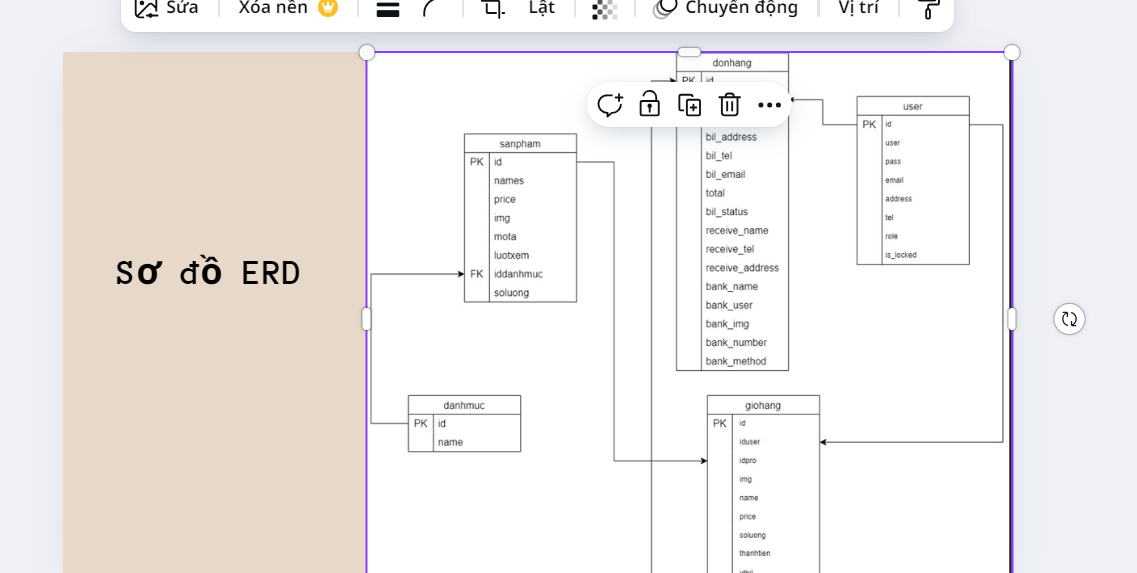 Sửa
Xóa nền
Lật
Chuyển động
Vị trí
Sơ đồ ERD
donhang
PK id
bil_address
bil_tel
bil_email
total
bil_status
receive_name
receive_tel
receive_address
bank_name
bank_user
bank_img
bank_number
bank_method
user
PK id
user
pass
email
address
tel
role
is_locked
sanpham
PK id
names
price
img
mota
luotxem
FK iddanhmuc
soluong
danhmuc
PK id
name
giohang
PK id
iduser
idpro
img
name
price
soluong
thanhtien